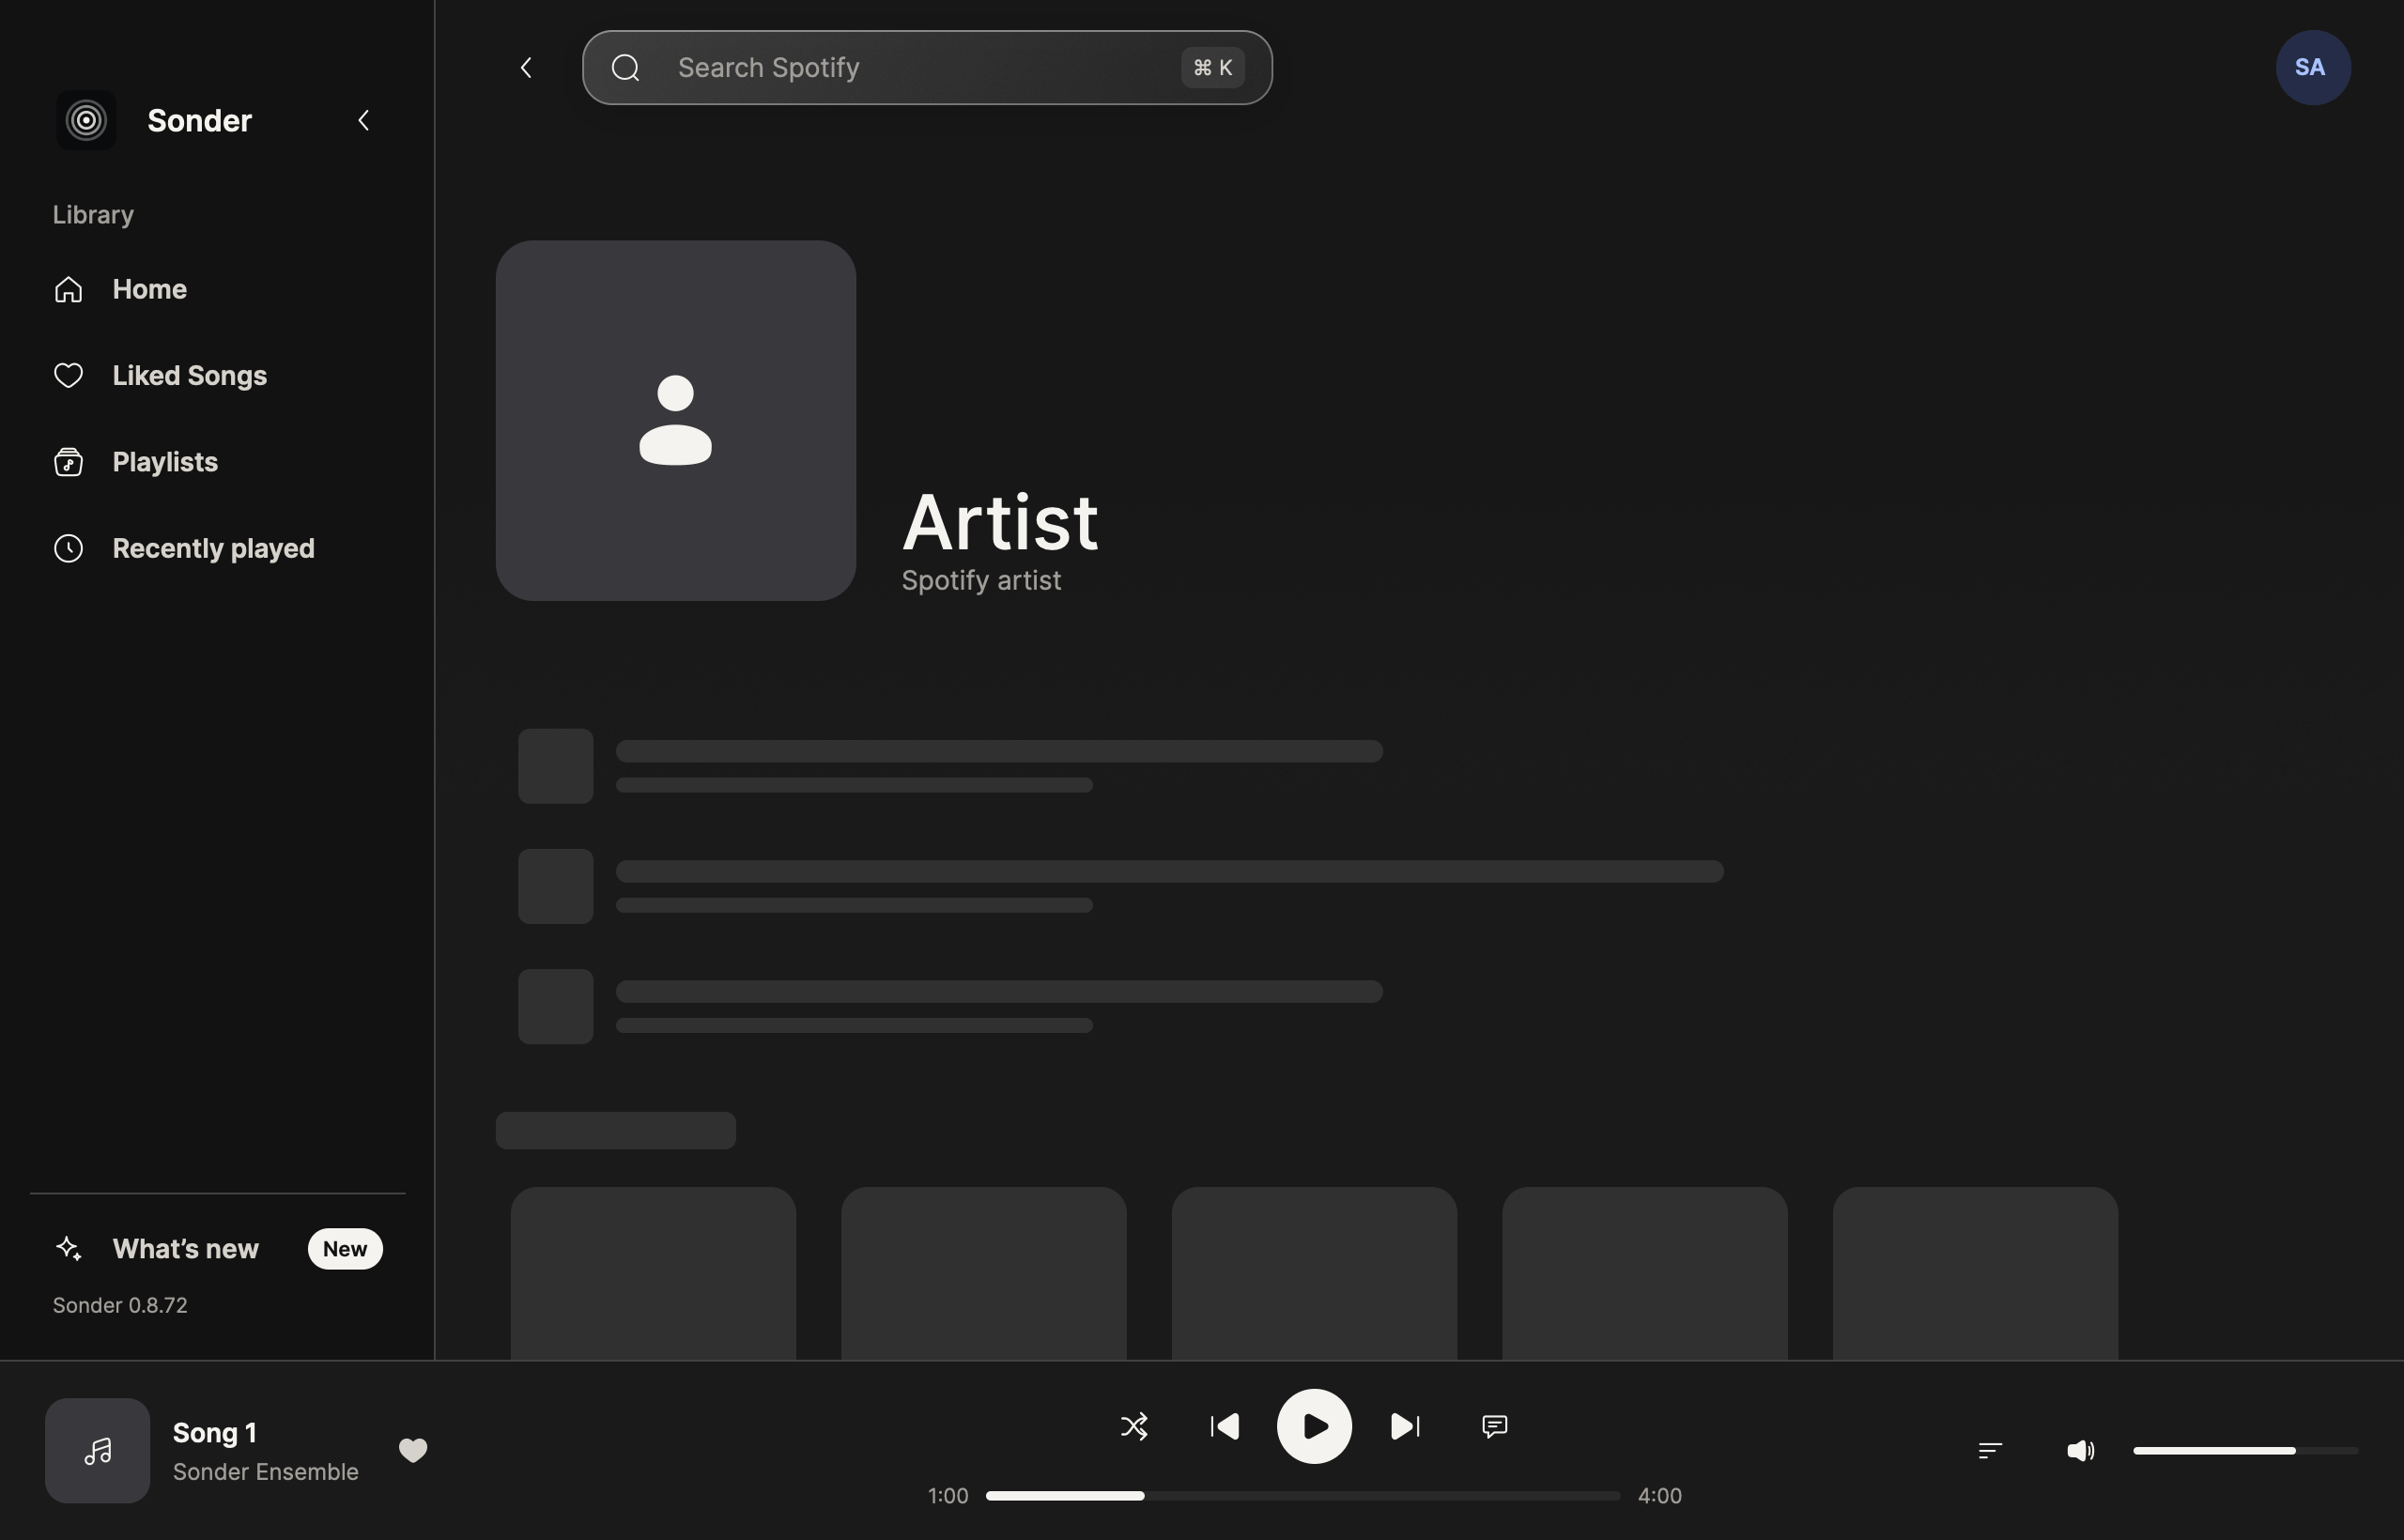 Search Spotify
⌘ K
SA
Sonder
Library
Home
Liked Songs
Playlists
Recently played
Artist
Spotify artist
What’s new
New
Sonder 0.8.72
Song 1
Sonder Ensemble
1:00
4:00